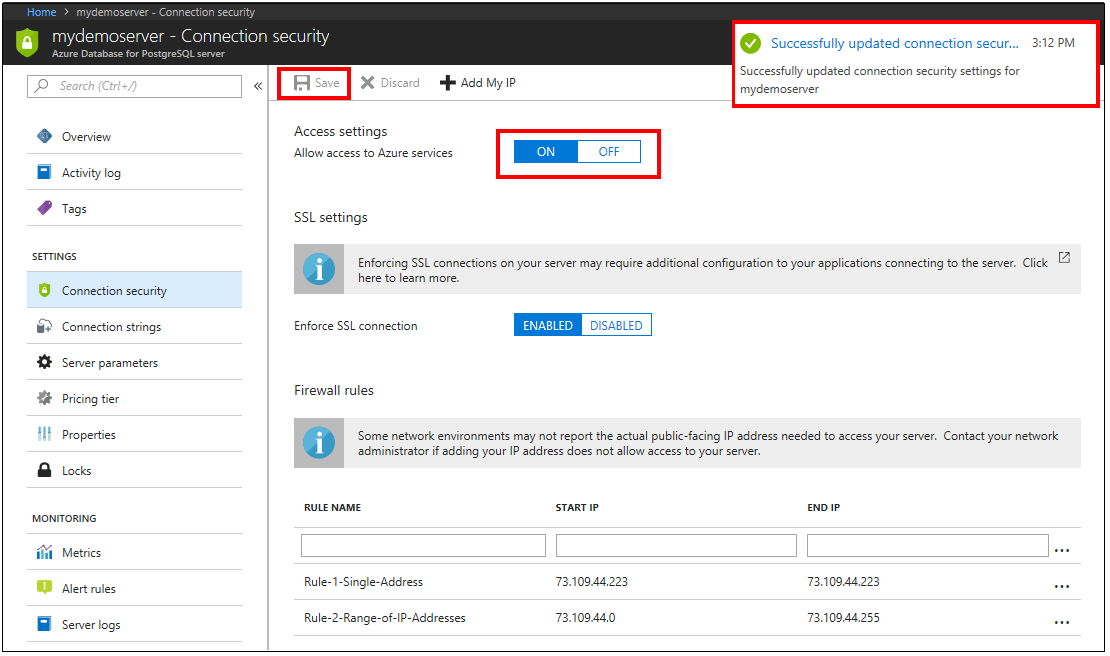 Home > mydemoserver - Connection security
mydemoserver - Connection security
Azure Database for PostgreSQL server
Successfully updated connection secur... 3:12 PM
Successfully updated connection security settings for
mydemoserver
Search (Ctrl+/)
«
Overview
Activity log
Tags
SETTINGS
Connection security
Connection strings
Server parameters
Pricing tier
Properties
Locks
MONITORING
Metrics
Alert rules
Server logs
Save Discard Add My IP
Access settings
Allow access to Azure services ON OFF
SSL settings
Enforcing SSL connections on your server may require additional configuration to your applications connecting to the server. Click
here to learn more.
Enforce SSL connection ENABLED DISABLED
Firewall rules
Some network environments may not report the actual public-facing IP address needed to access your server. Contact your network
administrator if adding your IP address does not allow access to your server.
RULE NAME START IP END IP
...
Rule-1-Single-Address 73.109.44.223 73.109.44.223 ...
Rule-2-Range-of-IP-Addresses 73.109.44.0 73.109.44.255 ...